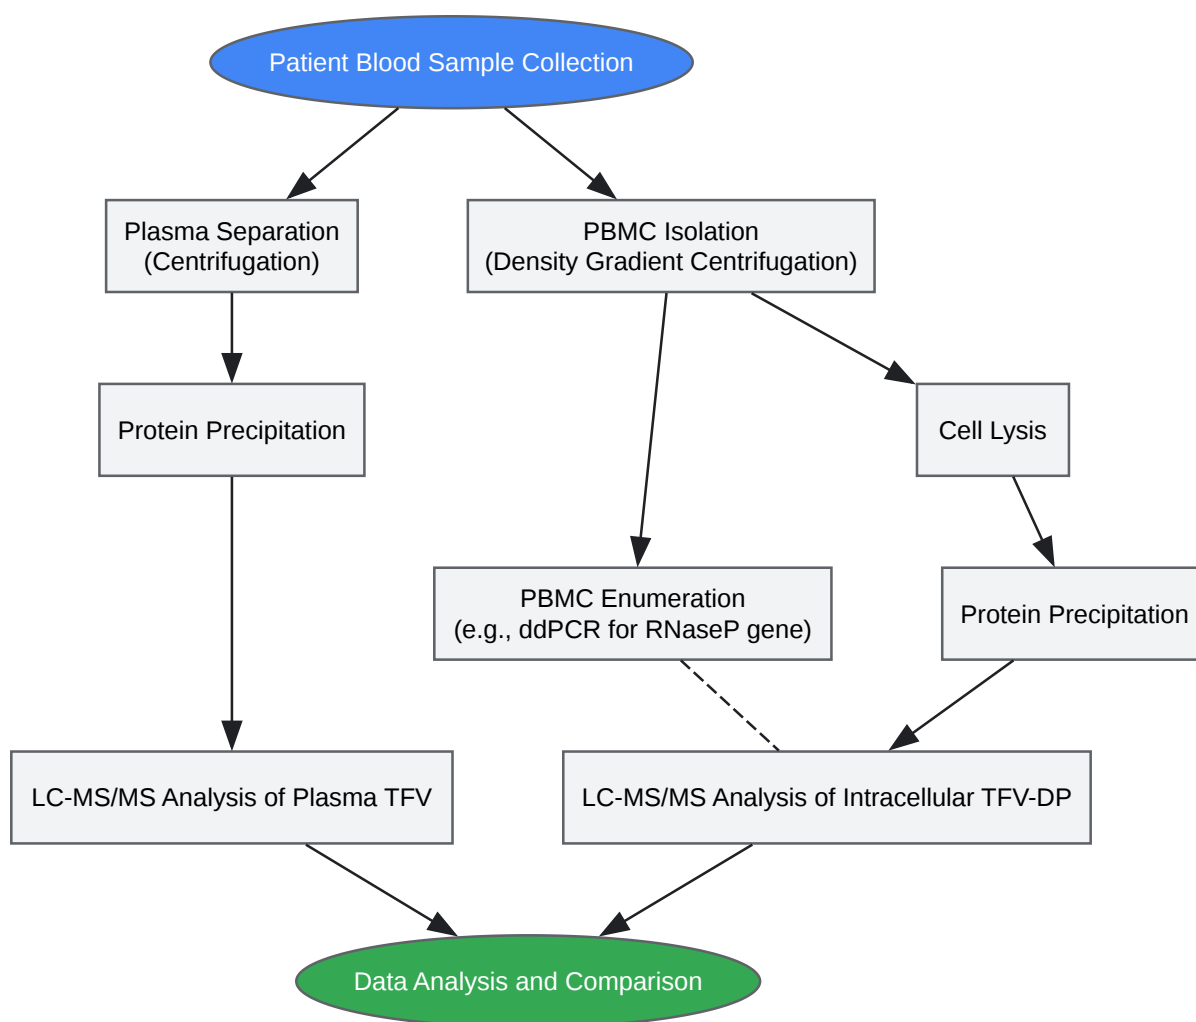 Patient Blood Sample Collection
Plasma Separation
(Centrifugation)
PBMC Isolation
(Density Gradient Centrifugation)
Protein Precipitation
Cell Lysis
PBMC Enumeration
(e.g., ddPCR for RNaseP gene)
Protein Precipitation
LC-MS/MS Analysis of Plasma TFV
LC-MS/MS Analysis of Intracellular TFV-DP
Data Analysis and Comparison